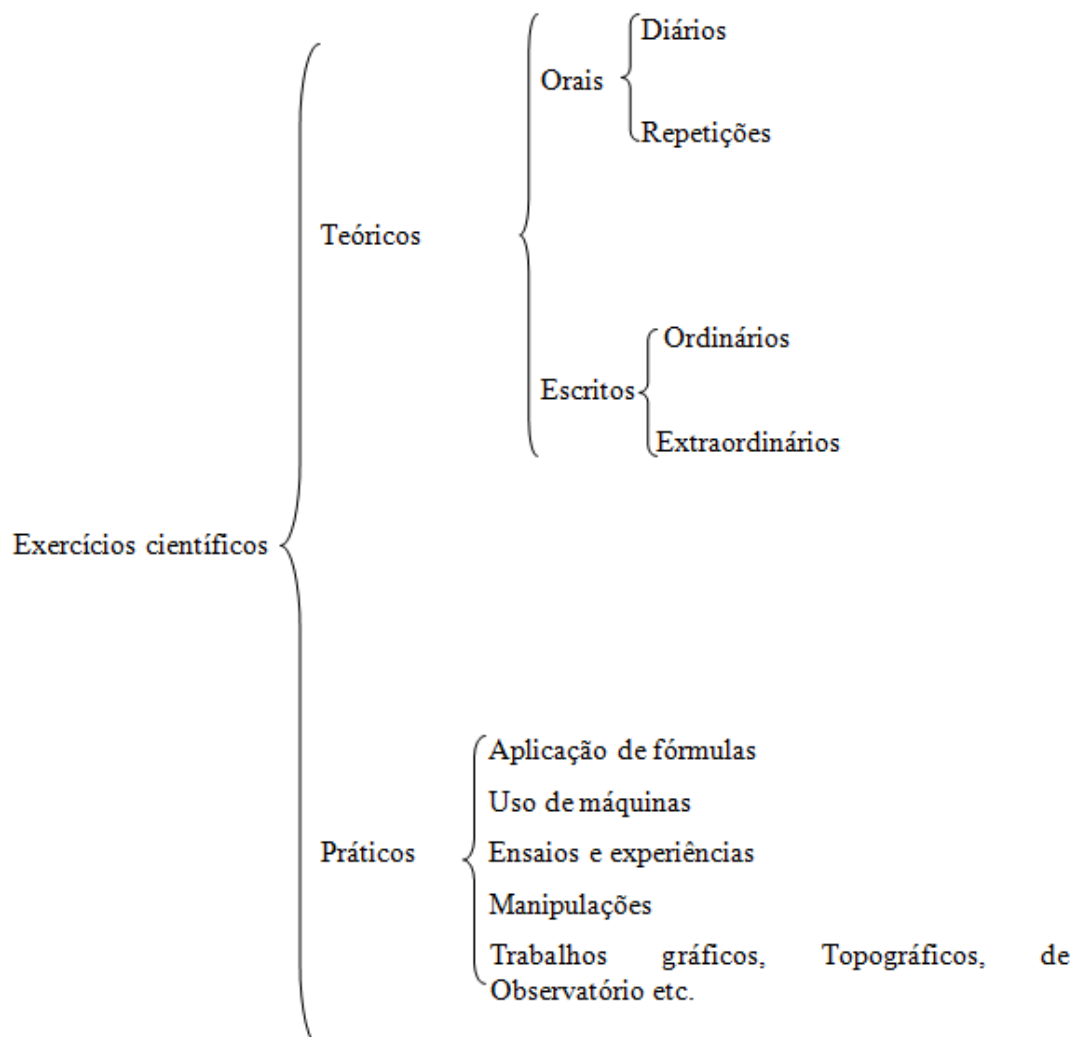 Diários
Orais
Repetições
Teóricos
Ordinários
Escritos
Extraordinários
Exercícios científicos
Aplicação de fórmulas
Uso de máquinas
Práticos
Ensaios e experiências
Manipulações
Trabalhos gráficos, Topográficos, de
Observatório etc.